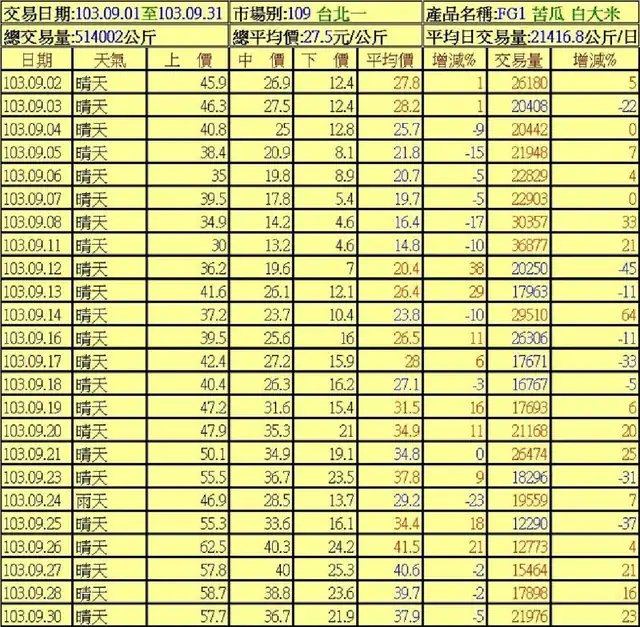 交易日期:103.09.01至103.09.31 市場別:109 台北一 產品名稱:FG1 苦瓜 白大米
總交易量:514002公斤 總平均價:27.5元/公斤 平均日交易量:21416.8公斤/日
日期 天氣 上 價 中 價 下 價 平均價 增減% 交易量 增減%
103.09.02 晴天 45.9 26.9 12.4 27.8 1 26180 5
103.09.03 晴天 46.3 27.5 12.4 28.2 1 20408 -22
103.09.04 晴天 40.8 25 12.8 25.7 -9 20442 0
103.09.05 晴天 38.4 20.9 8.1 21.8 -15 21948 7
103.09.06 晴天 35 19.8 8.9 20.7 -5 22829 4
103.09.07 晴天 39.5 17.8 5.4 19.7 -5 22903 0
103.09.08 晴天 34.9 14.2 4.6 16.4 -17 30357 33
103.09.11 晴天 30 13.2 4.6 14.8 -10 36877 21
103.09.12 晴天 36.2 19.6 7 20.4 38 20250 -45
103.09.13 晴天 41.6 26.1 12.1 26.4 29 17963 -11
103.09.14 晴天 37.2 23.7 10.4 23.8 -10 29510 64
103.09.16 晴天 39.5 25.6 16 26.5 11 26306 -11
103.09.17 晴天 42.4 27.2 15.9 28 6 17671 -33
103.09.18 晴天 40.4 26.3 16.2 27.1 -3 16767 -5
103.09.19 晴天 47.2 31.6 15.4 31.5 16 17693 6
103.09.20 晴天 47.9 35.3 21 34.9 11 21168 20
103.09.21 晴天 50.1 34.9 19.1 34.8 0 26474 25
103.09.23 晴天 55.5 36.7 23.5 37.8 9 18296 -31
103.09.24 雨天 46.9 28.5 13.7 29.2 -23 19559 7
103.09.25 晴天 55.3 33.6 16.1 34.4 18 12290 -37
103.09.26 晴天 62.5 40.3 24.2 41.5 21 12773 4
103.09.27 晴天 57.8 40 25.3 40.6 -2 15464 21
103.09.28 晴天 58.7 38.8 23.6 39.7 -2 17898 16
103.09.30 晴天 57.7 36.7 21.9 37.9 -5 21976 23